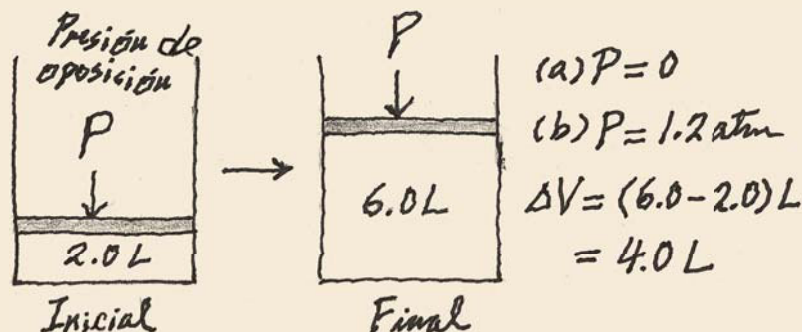 Presión de
oposición
P
2.0 L
Inicial
P
6.0 L
Final
(a) P = 0
(b) P = 1.2 atm
ΔV = (6.0 - 2.0) L
= 4.0 L